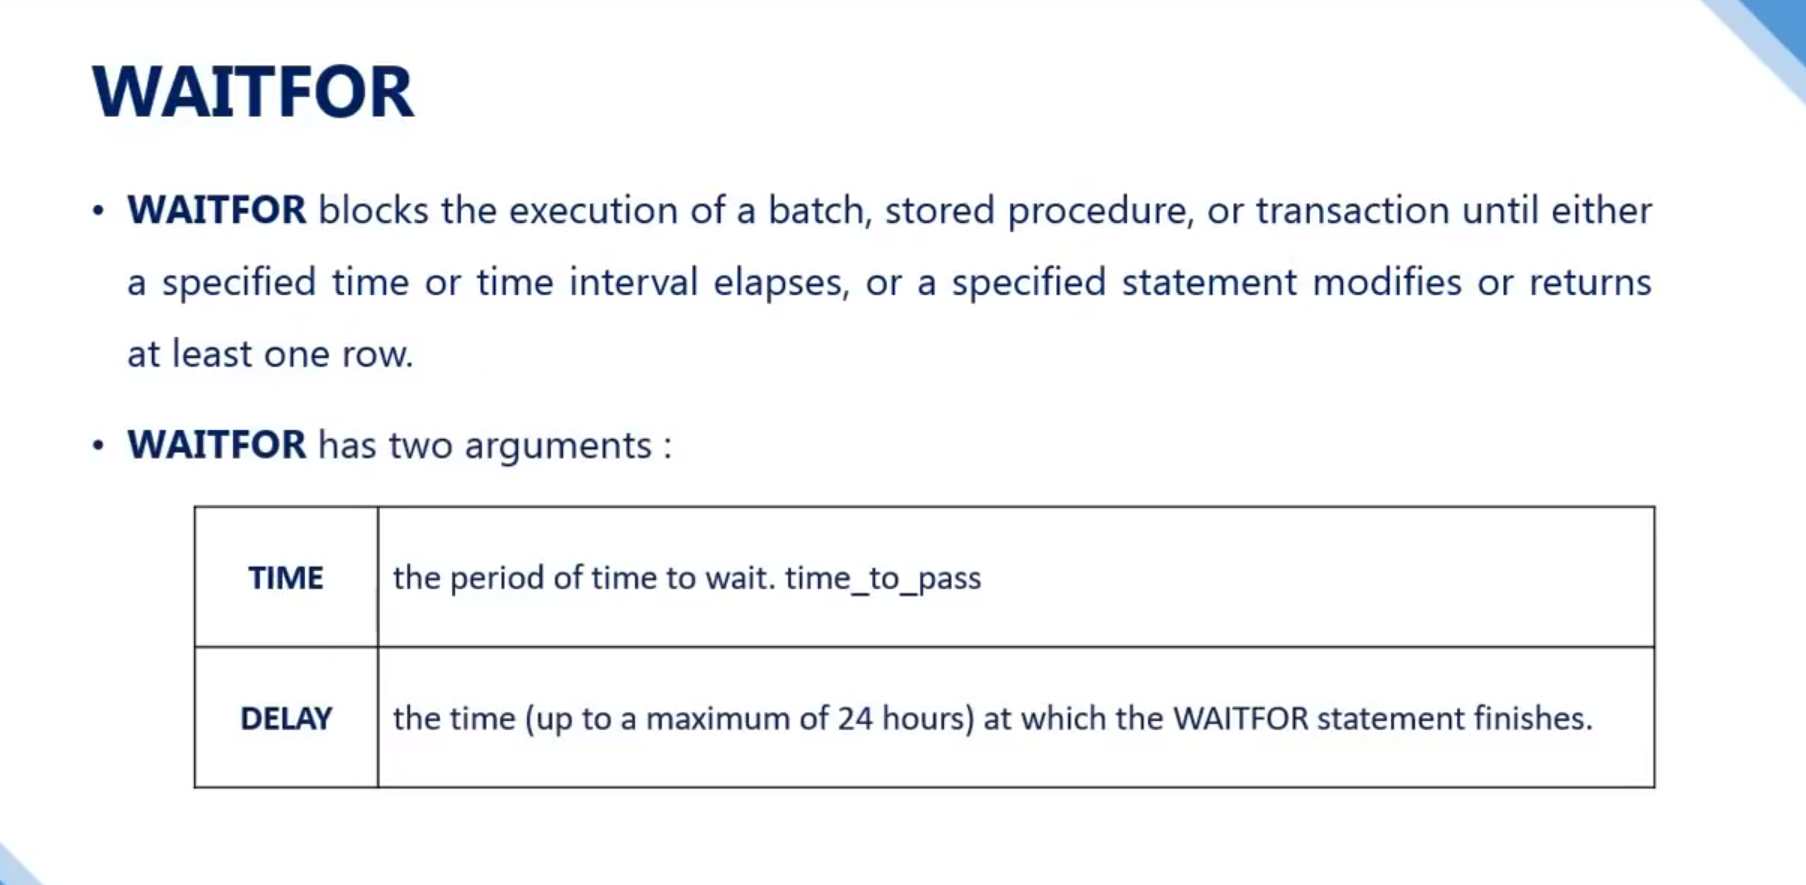 WAITFOR
• WAITFOR blocks the execution of a batch, stored procedure, or transaction until either
a specified time or time interval elapses, or a specified statement modifies or returns
at least one row.
• WAITFOR has two arguments :
TIME the period of time to wait. time_to_pass
DELAY the time (up to a maximum of 24 hours) at which the WAITFOR statement finishes.